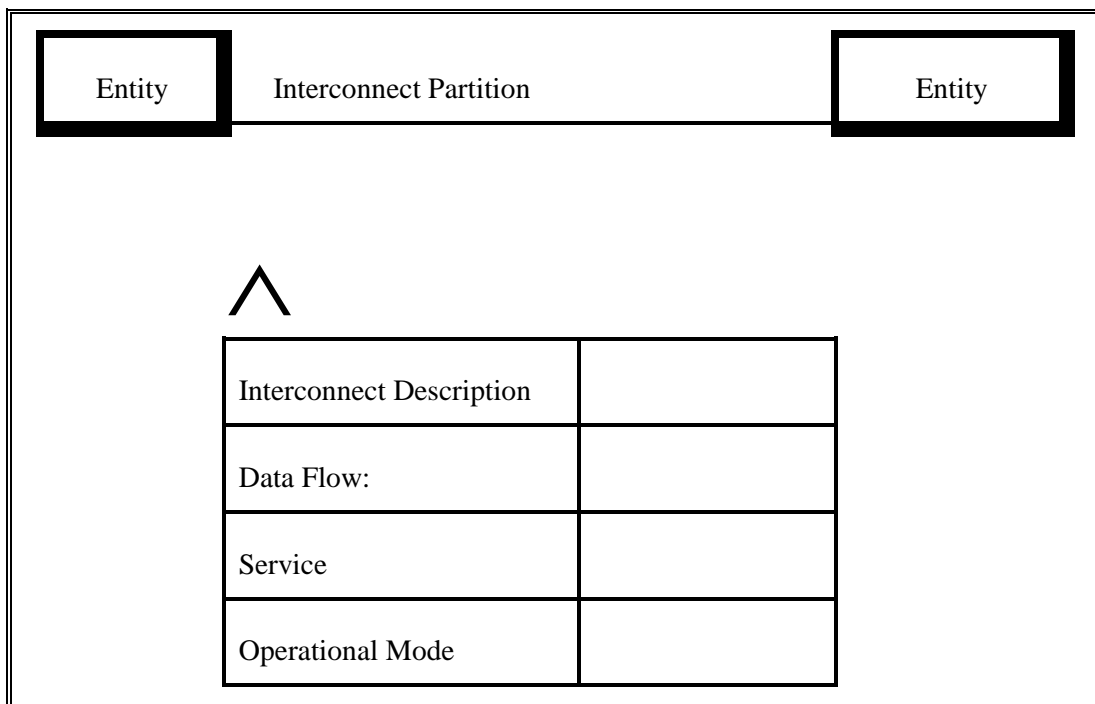 Entity Interconnect Partition Entity
Interconnect Description
Data Flow:
Service
Operational Mode